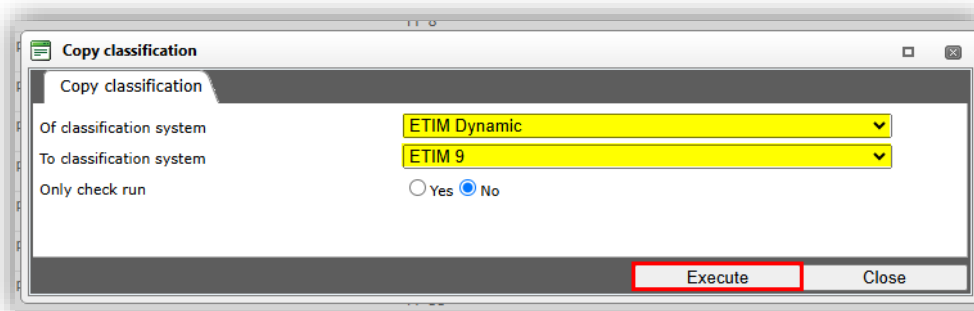 Copy classification
Copy classification
Of classification system ETIM Dynamic
To classification system ETIM 9
Only check run Yes No
Execute Close